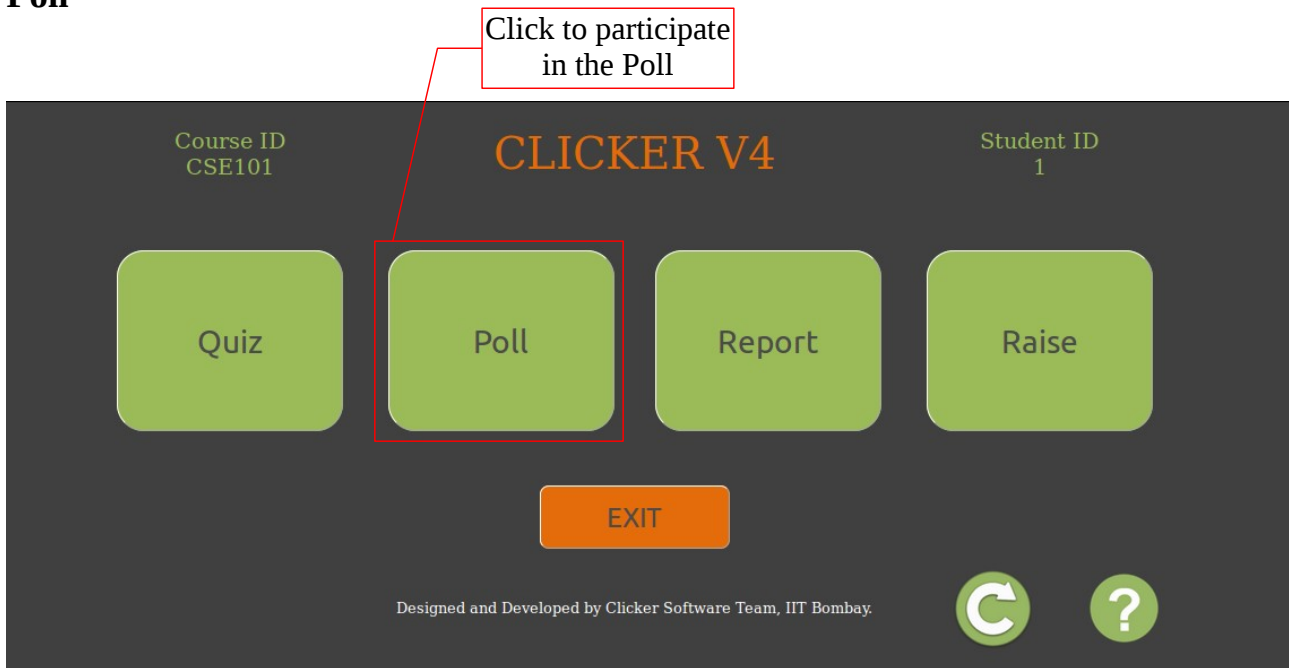 Poll
Click to participate
in the Poll
Course ID
CSE101
CLICKER V4
Student ID
1
Quiz
Poll
Report
Raise
EXIT
Designed and Developed by Clicker Software Team, IIT Bombay.
?